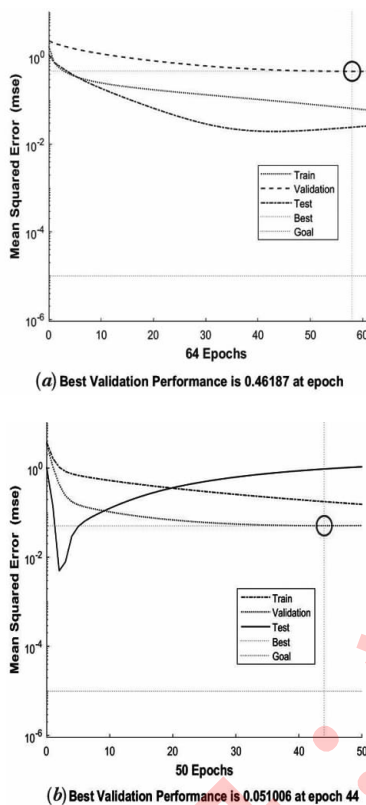 10^0
10^-2
10^-4
10^-6
Mean Squared Error (mse)
Train
Validation
Test
Best
Goal
0 10 20 30 40 50 60
64 Epochs
(a) Best Validation Performance is 0.46187 at epoch
10^0
10^-2
10^-4
10^-6
Mean Squared Error (mse)
Train
Validation
Test
Best
Goal
0 10 20 30 40 50
50 Epochs
(b) Best Validation Performance is 0.051006 at epoch 44